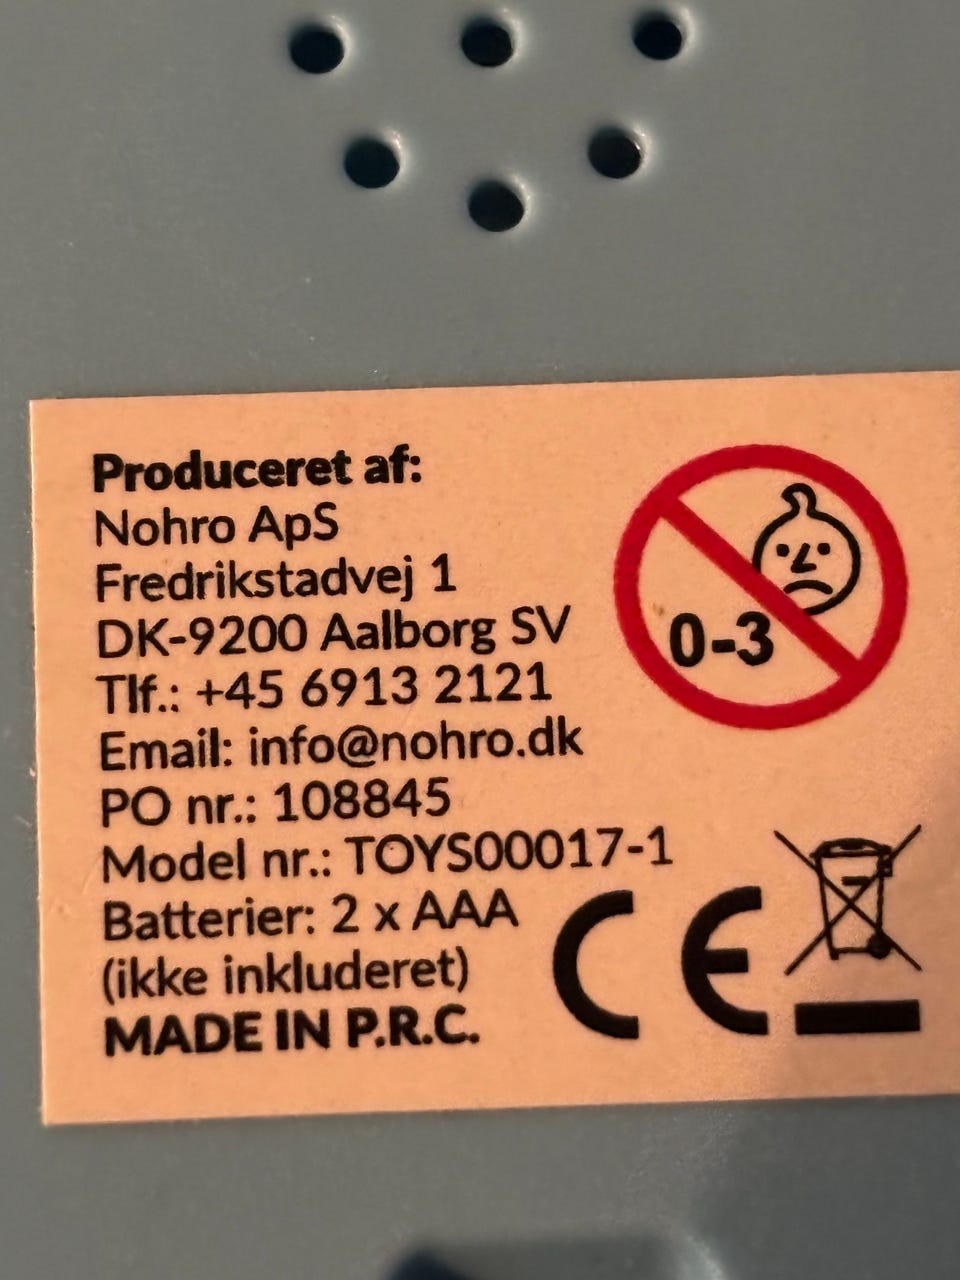 Produceret af:
Nohro ApS
Fredrikstadvej 1
DK-9200 Aalborg SV
Tlf.: +45 6913 2121
Email: info@nohro.dk
PO nr.: 108845
Model nr.: TOYS00017-1
Batterier: 2 x AAA
(ikke inkluderet)
MADE IN P.R.C.
0-3
CE